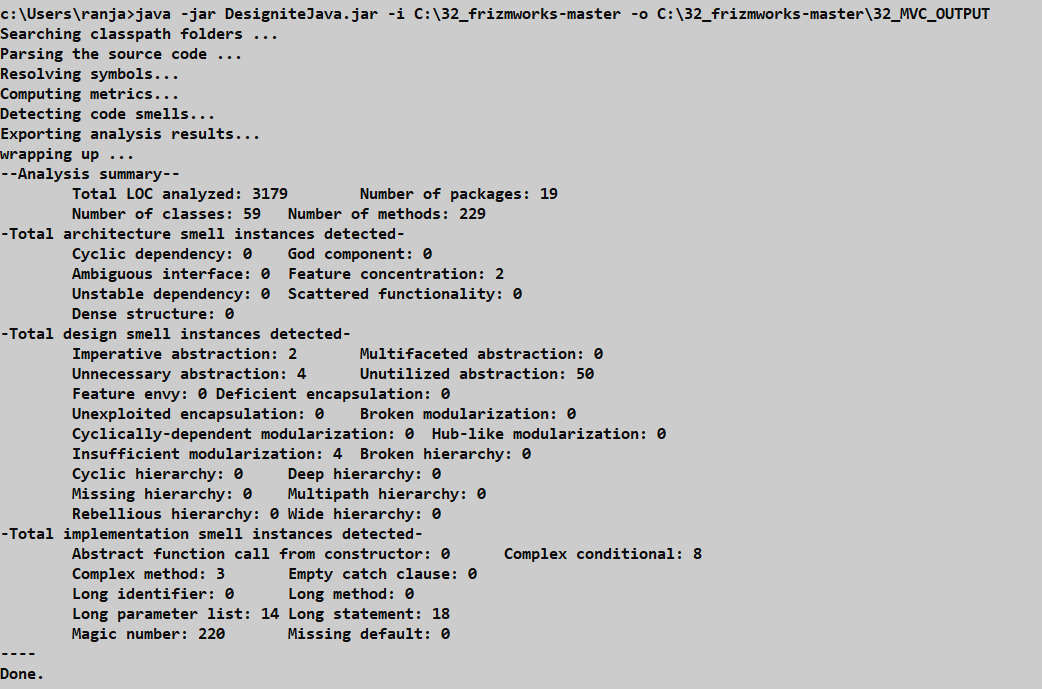 c:\Users\ranja>java -jar DesigniteJava.jar -i C:\32_frizmworks-master -o C:\32_frizmworks-master\32_MVC_OUTPUT
Searching classpath folders ...
Parsing the source code ...
Resolving symbols...
Computing metrics...
Detecting code smells...
Exporting analysis results...
wrapping up ...
--Analysis summary--
        Total LOC analyzed: 3179        Number of packages: 19
        Number of classes: 59   Number of methods: 229
-Total architecture smell instances detected-
        Cyclic dependency: 0    God component: 0
        Ambiguous interface: 0  Feature concentration: 2
        Unstable dependency: 0  Scattered functionality: 0
        Dense structure: 0
-Total design smell instances detected-
        Imperative abstraction: 2       Multifaceted abstraction: 0
        Unnecessary abstraction: 4      Unutilized abstraction: 50
        Feature envy: 0 Deficient encapsulation: 0
        Unexploited encapsulation: 0    Broken modularization: 0
        Cyclically-dependent modularization: 0  Hub-like modularization: 0
        Insufficient modularization: 4  Broken hierarchy: 0
        Cyclic hierarchy: 0     Deep hierarchy: 0
        Missing hierarchy: 0    Multipath hierarchy: 0
        Rebellious hierarchy: 0 Wide hierarchy: 0
-Total implementation smell instances detected-
        Abstract function call from constructor: 0      Complex conditional: 8
        Complex method: 3       Empty catch clause: 0
        Long identifier: 0      Long method: 0
        Long parameter list: 14 Long statement: 18
        Magic number: 220       Missing default: 0
----
Done.